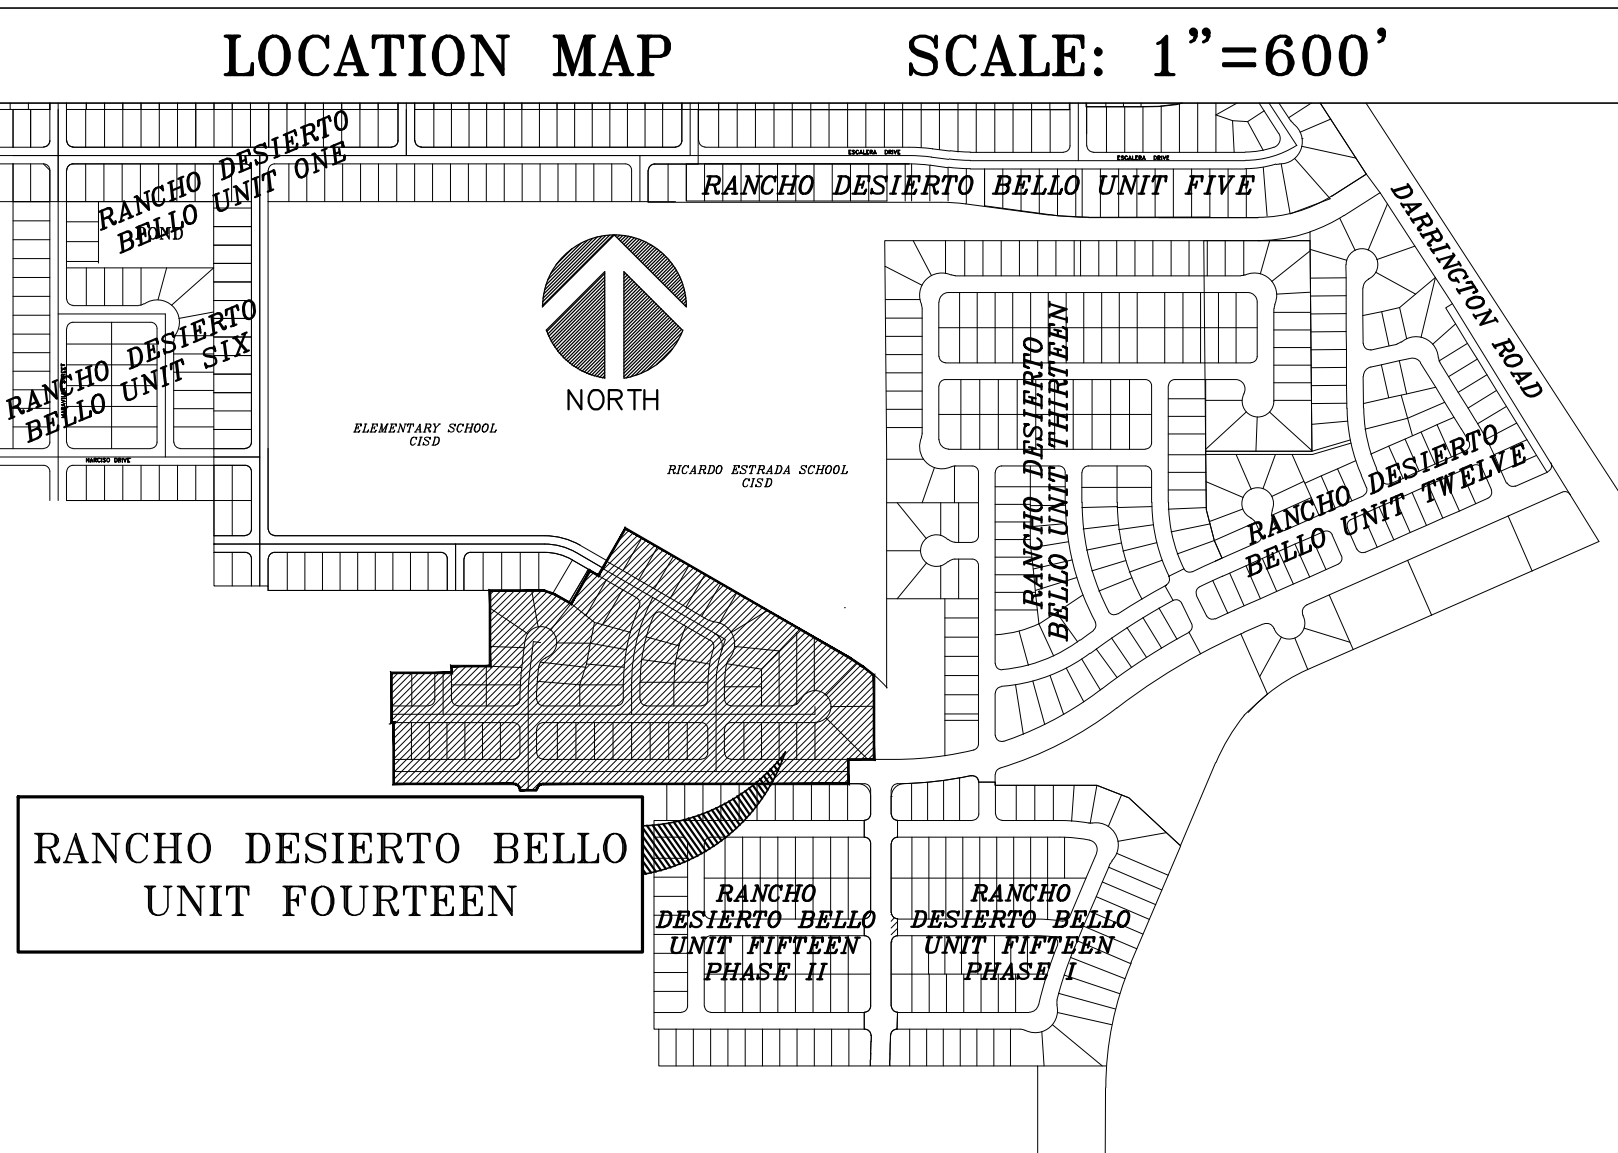 LOCATION MAP SCALE: 1"=600'
ESCALERA DRIVE
ESCALERA DRIVE
RANCHO DESIERTO
BELLO UNIT ONE
POND
RANCHO DESIERTO BELLO UNIT FIVE
DARRINGTON ROAD
NORTH
RANCHO DESIERTO
BELLO UNIT SIX
NARCISO DRIVE
ELEMENTARY SCHOOL
CISD
RICARDO ESTRADA SCHOOL
CISD
RANCHO DESIERTO
BELLO UNIT THIRTEEN
RANCHO DESIERTO
BELLO UNIT TWELVE
RANCHO DESIERTO BELLO
UNIT FOURTEEN
RANCHO
DESIERTO BELLO
UNIT FIFTEEN
PHASE II
RANCHO
DESIERTO BELLO
UNIT FIFTEEN
PHASE I